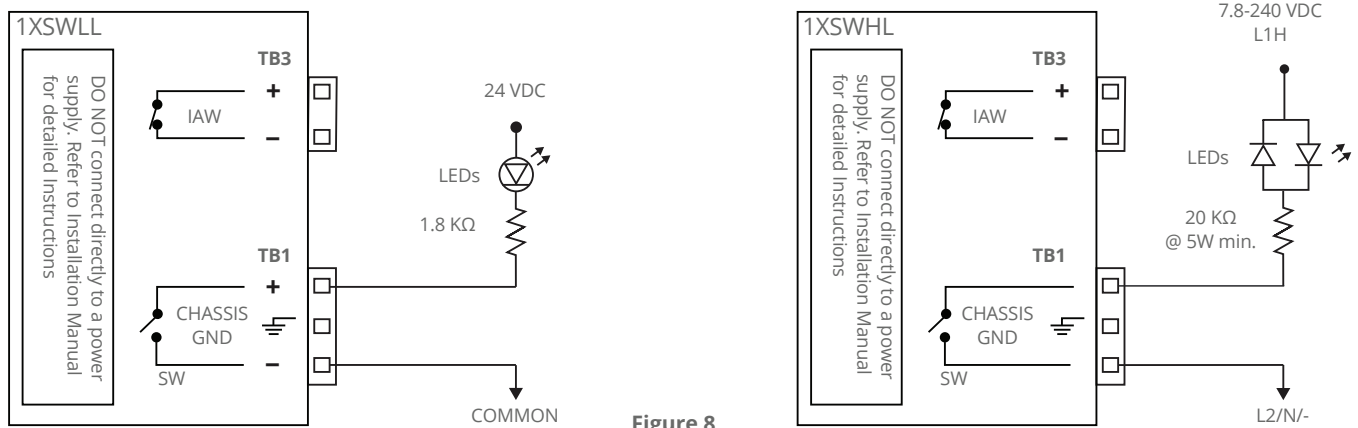 1XSWLL
DO NOT connect directly to a power
supply. Refer to Installation Manual
for detailed Instructions
TB3
+
IAW
−
TB1
+
CHASSIS
GND
−
SW
24 VDC
LEDs
1.8 KΩ
COMMON
Figure 8
1XSWHL
DO NOT connect directly to a power
supply. Refer to Installation Manual
for detailed Instructions
TB3
+
IAW
−
TB1
CHASSIS
GND
SW
7.8-240 VDC
L1H
LEDs
20 KΩ
@ 5W min.
L2/N/-